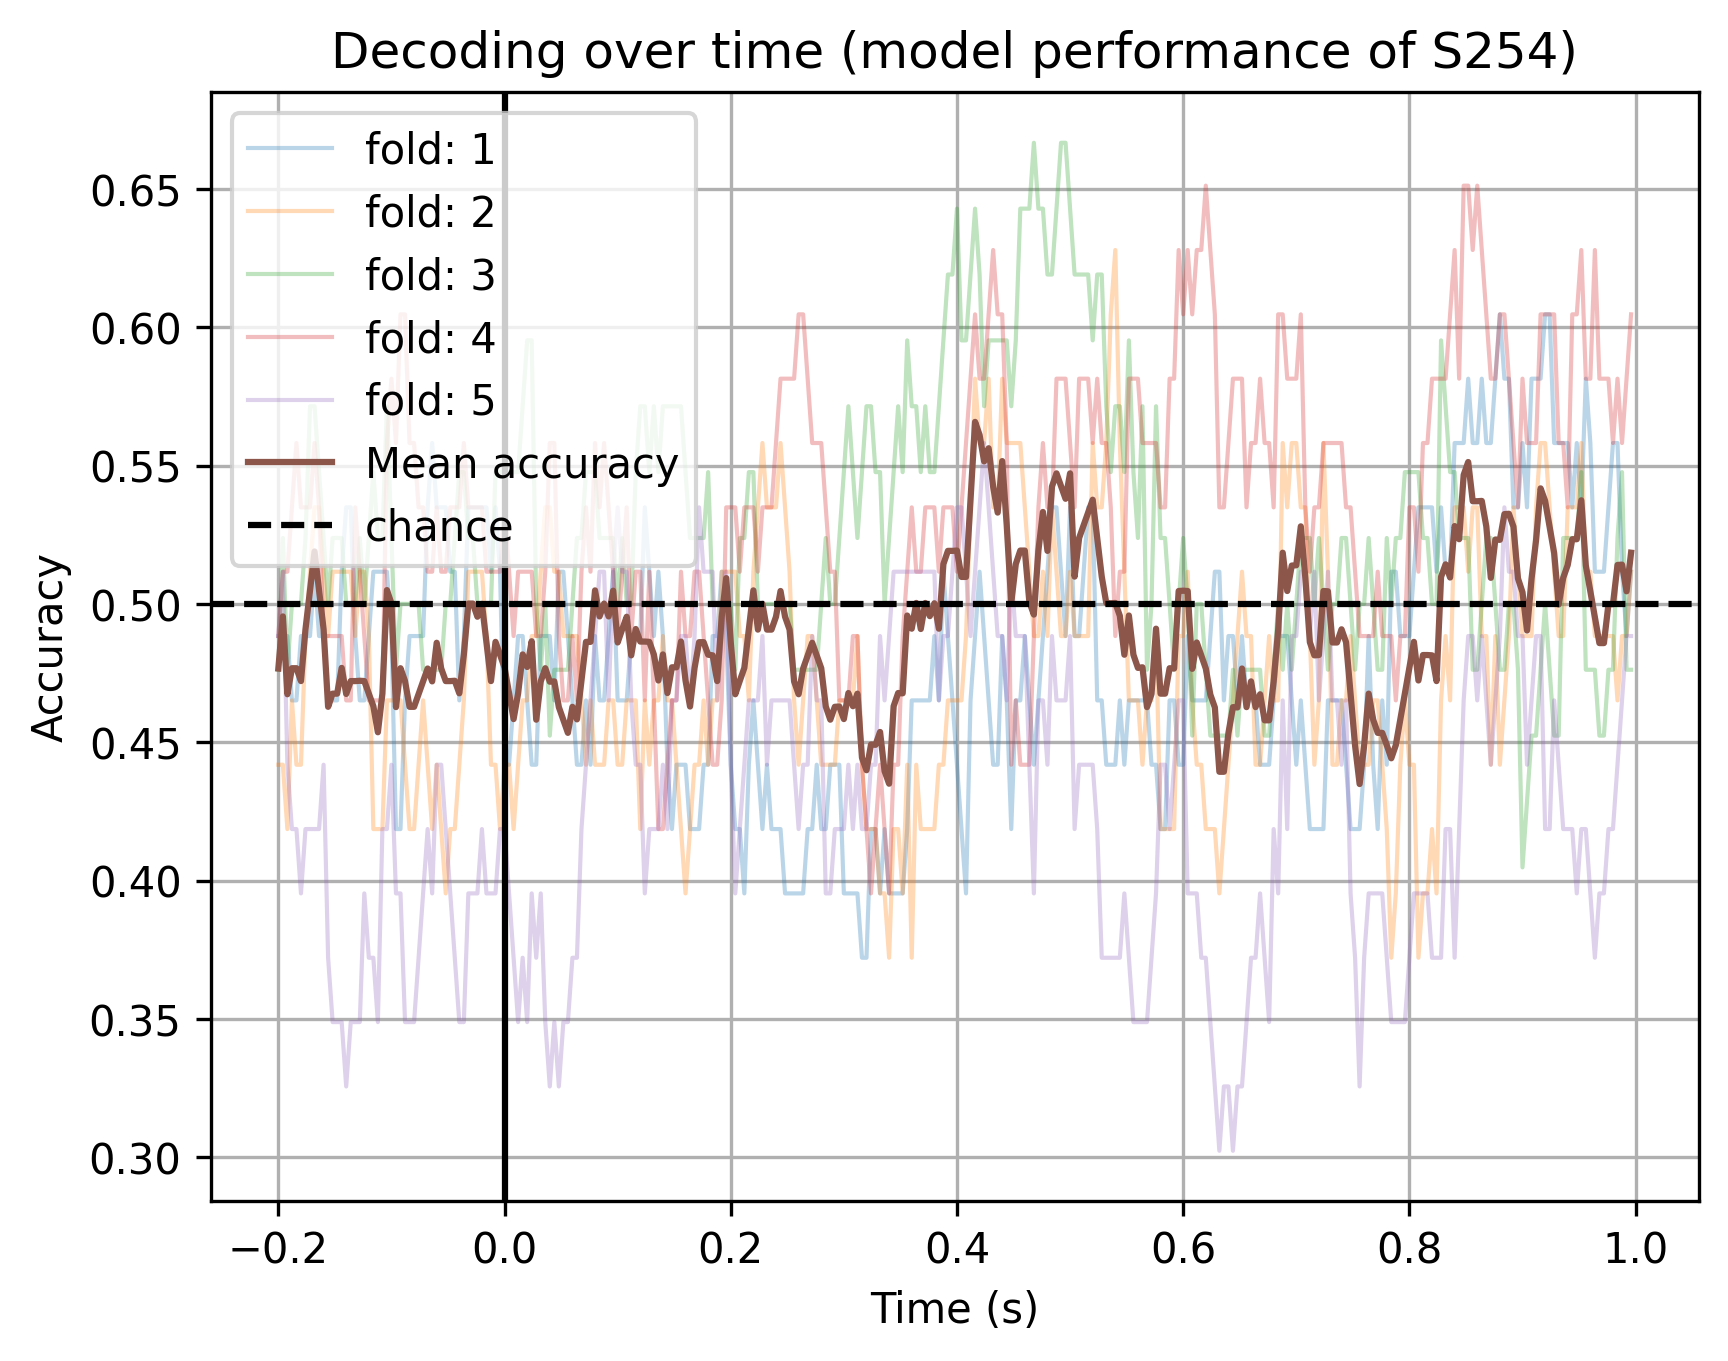 Decoding over time (model performance of S254)
fold: 1
fold: 2
fold: 3
fold: 4
fold: 5
Mean accuracy
chance
0.65
0.60
0.55
0.50
0.45
0.40
0.35
0.30
Accuracy
−0.2 0.0 0.2 0.4 0.6 0.8 1.0
Time (s)